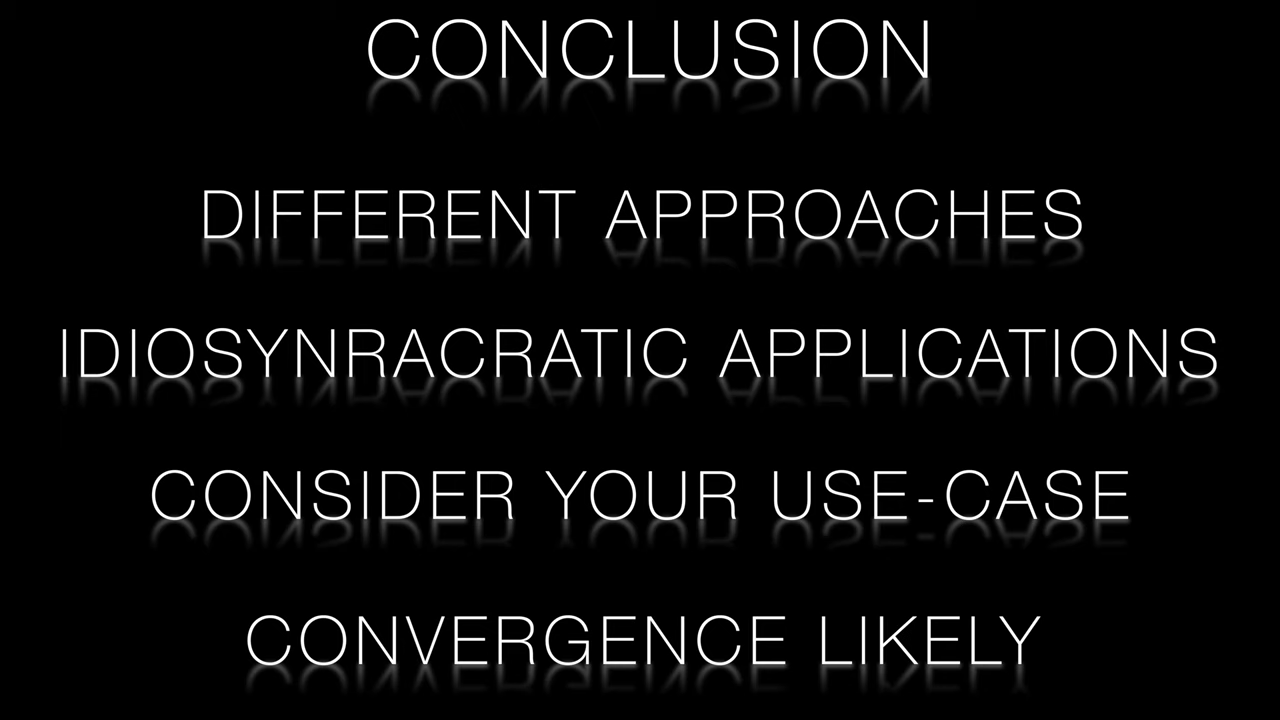 CONCLUSION
DIFFERENT APPROACHES
IDIOSYNRACRATIC APPLICATIONS
CONSIDER YOUR USE-CASE
CONVERGENCE LIKELY